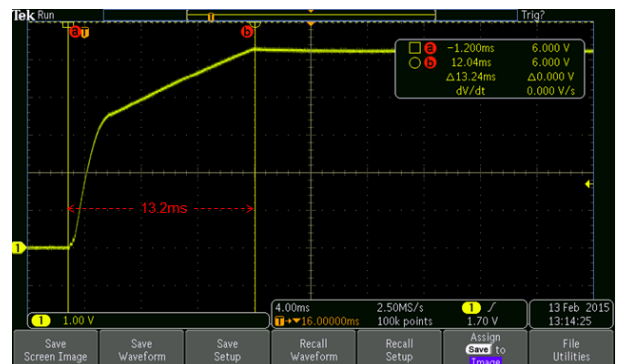 Tek Run
Trig?
a T
b
a −1.200ms 6.000 V
b 12.04ms 6.000 V
Δ13.24ms Δ0.000 V
dV/dt 0.000 V/s
13.2ms
1
1 1.00 V
4.00ms 2.50MS/s 1
T→▼16.00000ms 100k points 1.70 V
13 Feb 2015
13:14:25
Save
Screen Image
Save
Waveform
Save
Setup
Recall
Waveform
Recall
Setup
Assign
Save to
Image
File
Utilities